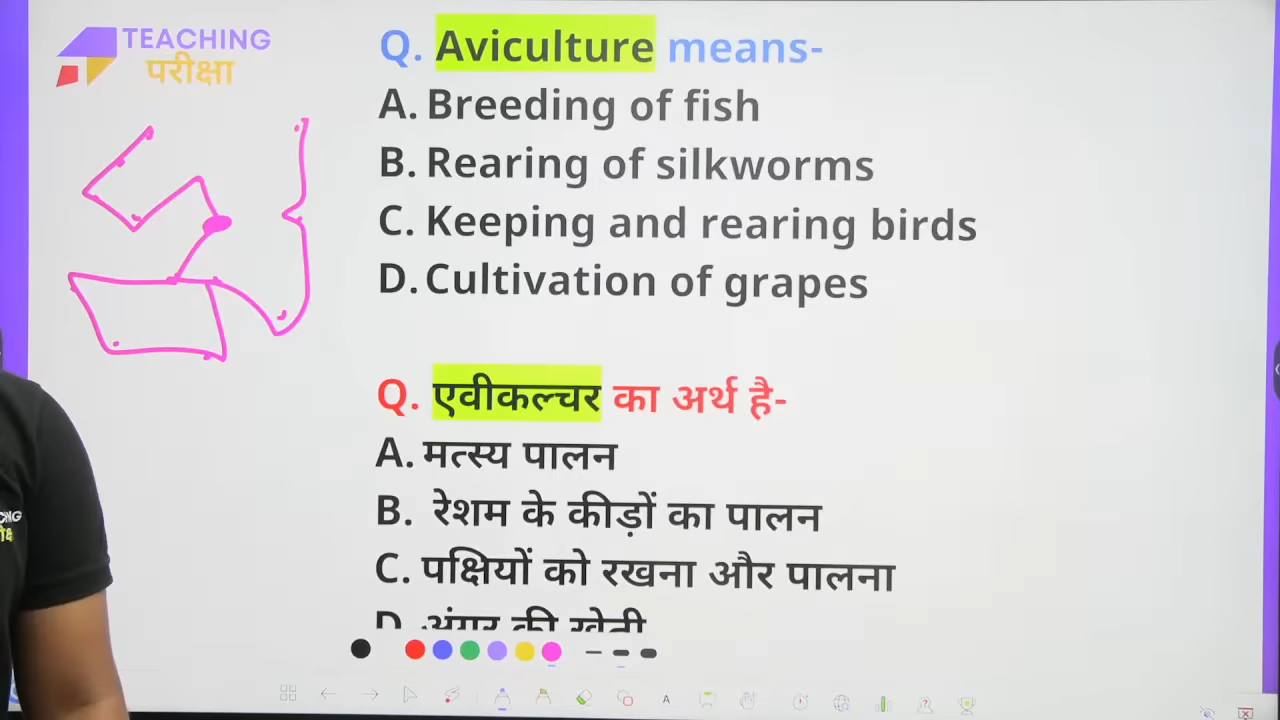 TEACHING
परीक्षा
Q. Aviculture means-
A. Breeding of fish
B. Rearing of silkworms
C. Keeping and rearing birds
D. Cultivation of grapes
Q. एवीकल्चर का अर्थ है-
A. मत्स्य पालन
B. रेशम के कीड़ों का पालन
C. पक्षियों को रखना और पालना
D. अंगूर की खेती
A